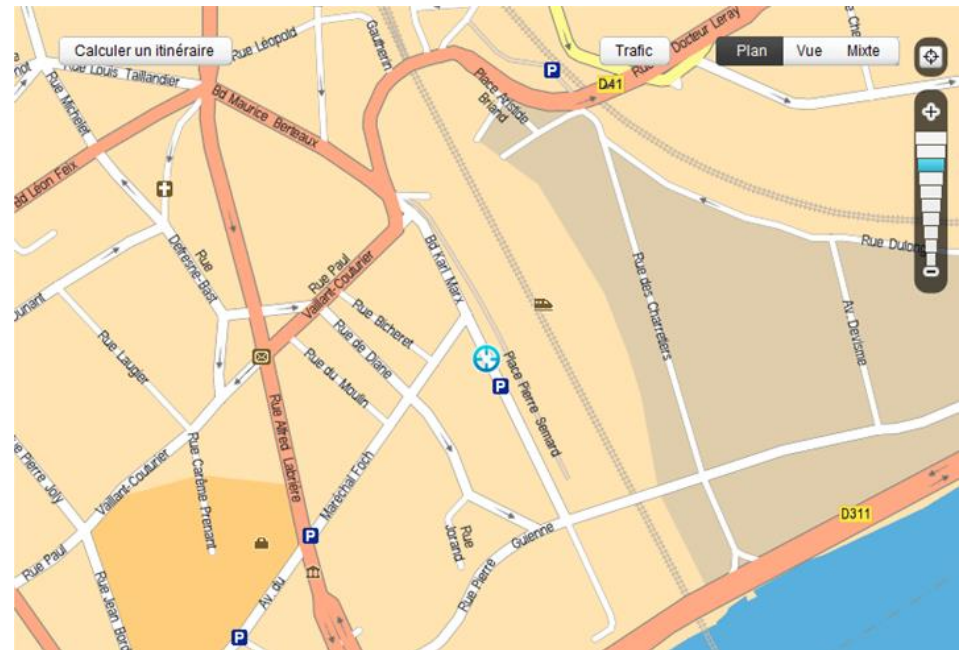 Calculer un itinéraire
Trafic
Plan
Vue
Mixte
Rue Léopold
Gautherin
Docteur Leray
Rue Louis Taillandier
Rue Michelet
P
D41
Place Aristide
Briand
Bd Maurice Berteaux
Bd Léon Feix
Rue Dulong
Rue
Defresne-Bast
Rue Paul
Vaillant-Couturier
Bd Karl Marx
Rue des Charretiers
Av. Devisme
Rue Bicheret
Rue de Diane
Rue du Moulin
Rue Laugier
P
Place Pierre Semard
Rue Alfred Labrière
Rue Carême Prenant
Maréchal Foch
Av. du
Rue Pierre Joly
Vaillant-Couturier
Rue Paul
Rue Jean Bord
P
Rue
Jorand
Rue Pierre
Guienne
D311
P